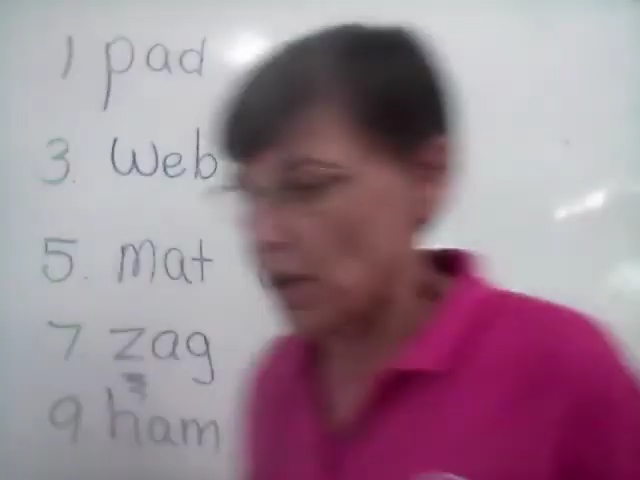 1 pad
3. Web
5. mat
7 zag
9 ham